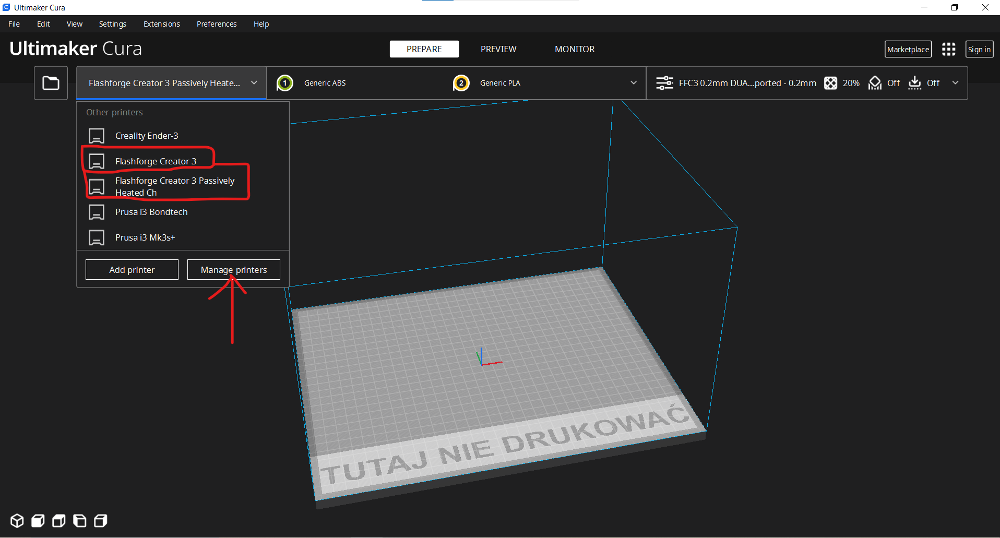 Ultimaker Cura
File Edit View Settings Extensions Preferences Help
Ultimaker Cura
PREPARE PREVIEW MONITOR
Marketplace
Sign in
Flashforge Creator 3 Passively Heate...
1 Generic ABS
2 Generic PLA
FFC3 0.2mm DUA...ported - 0.2mm 20% Off Off
Other printers
Creality Ender-3
Flashforge Creator 3
Flashforge Creator 3 Passively
Heated Ch
Prusa i3 Bondtech
Prusa i3 Mk3s+
Add printer
Manage printers
TUTAJ NIE DRUKOWAĆ